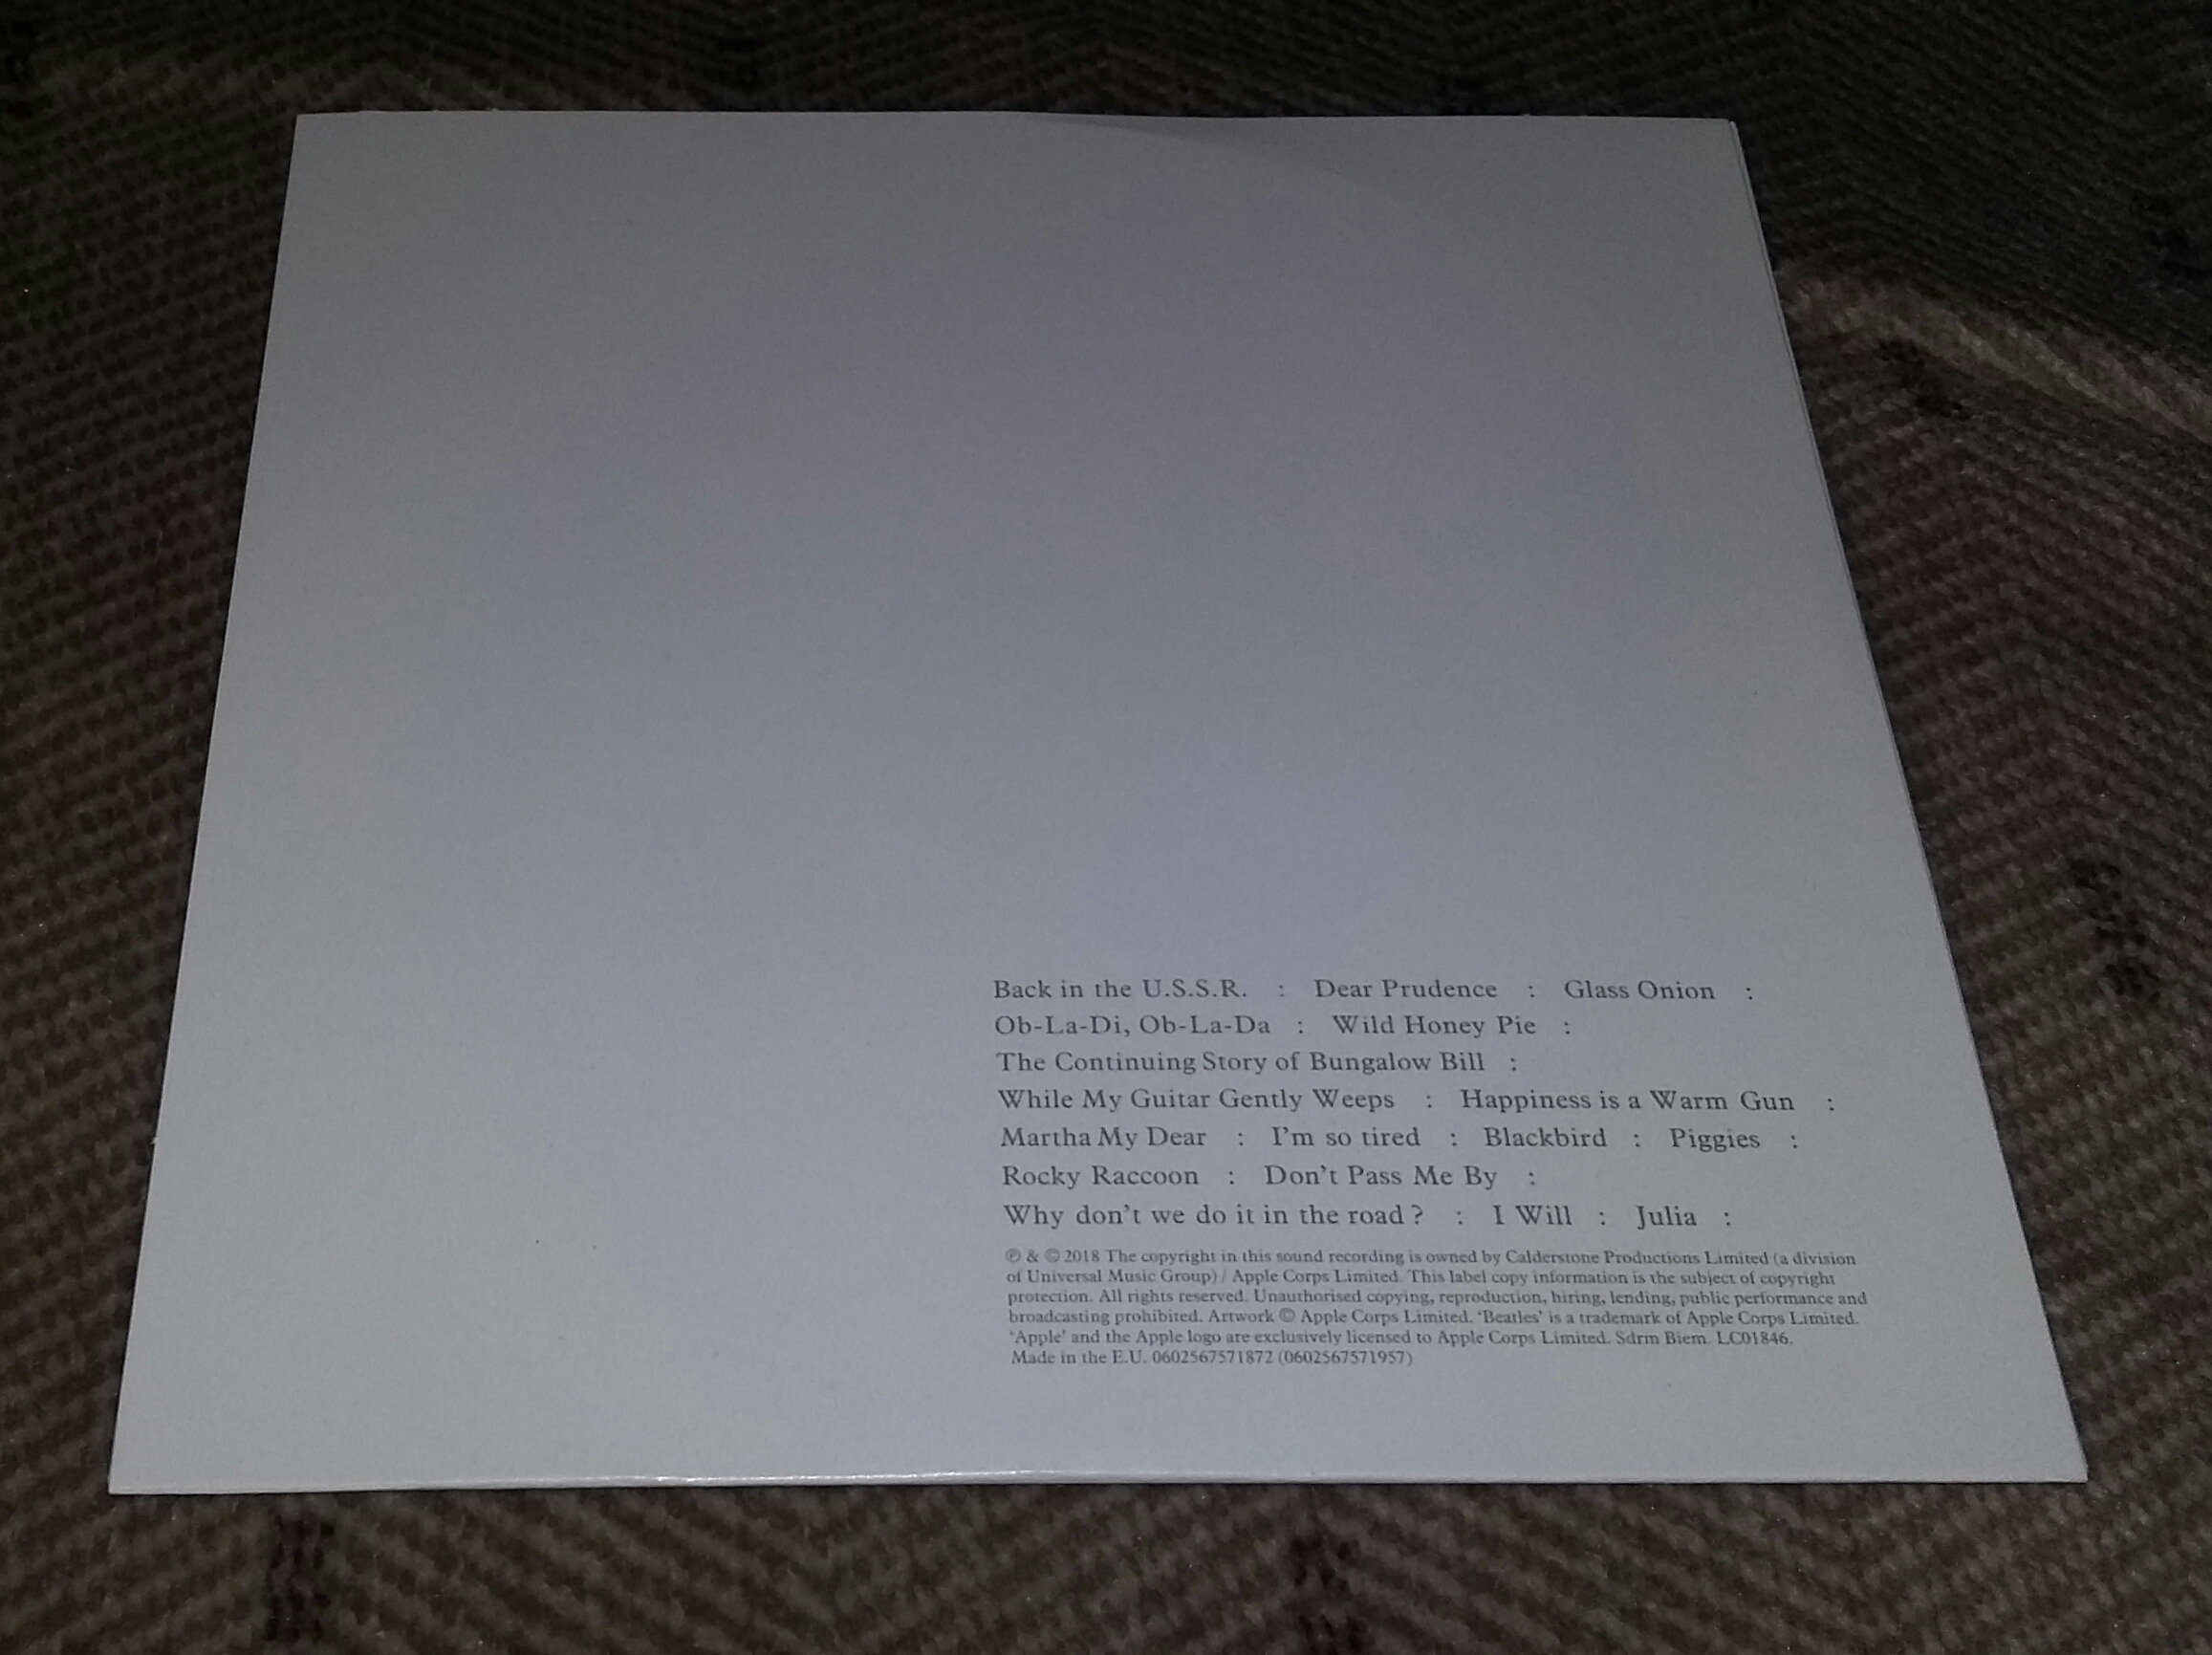 Back in the U.S.S.R. : Dear Prudence : Glass Onion :
Ob-La-Di, Ob-La-Da : Wild Honey Pie :
The Continuing Story of Bungalow Bill :
While My Guitar Gently Weeps : Happiness is a Warm Gun :
Martha My Dear : I'm so tired : Blackbird : Piggies :
Rocky Raccoon : Don't Pass Me By :
Why don't we do it in the road ? : I Will : Julia :
℗ & © 2018 The copyright in this sound recording is owned by Calderstone Productions Limited (a division
of Universal Music Group) / Apple Corps Limited. This label copy information is the subject of copyright
protection. All rights reserved. Unauthorised copying, reproduction, hiring, lending, public performance and
broadcasting prohibited. Artwork © Apple Corps Limited. 'Beatles' is a trademark of Apple Corps Limited.
'Apple' and the Apple logo are exclusively licensed to Apple Corps Limited. Sdrm Biem. LC01846.
Made in the E.U. 0602567571872 (0602567571957)